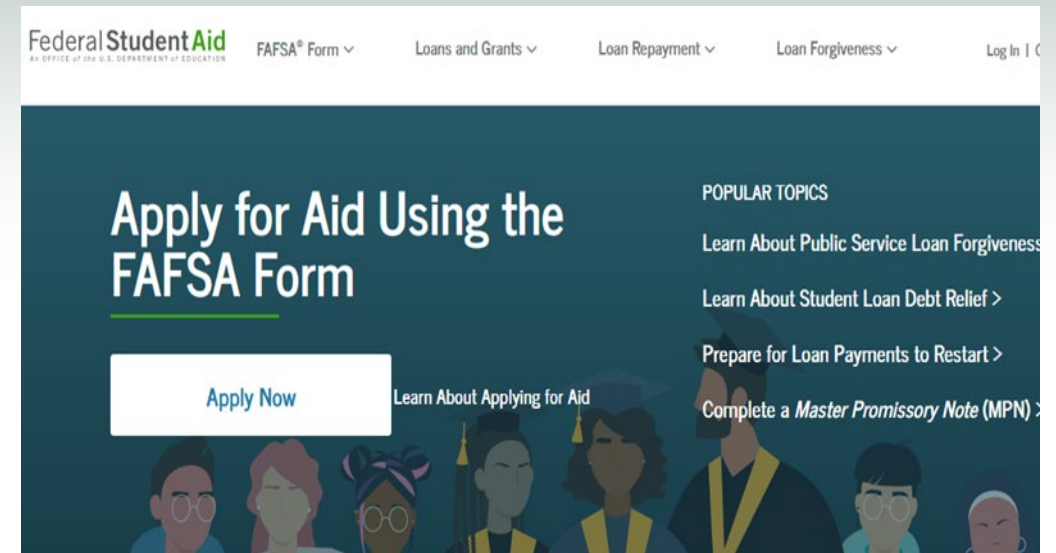 Federal Student Aid
An OFFICE of the U.S. DEPARTMENT of EDUCATION
FAFSA® Form
Loans and Grants
Loan Repayment
Loan Forgiveness
Log In |
Apply for Aid Using the
FAFSA Form
Apply Now
Learn About Applying for Aid
POPULAR TOPICS
Learn About Public Service Loan Forgiveness
Learn About Student Loan Debt Relief >
Prepare for Loan Payments to Restart >
Complete a Master Promissory Note (MPN) >